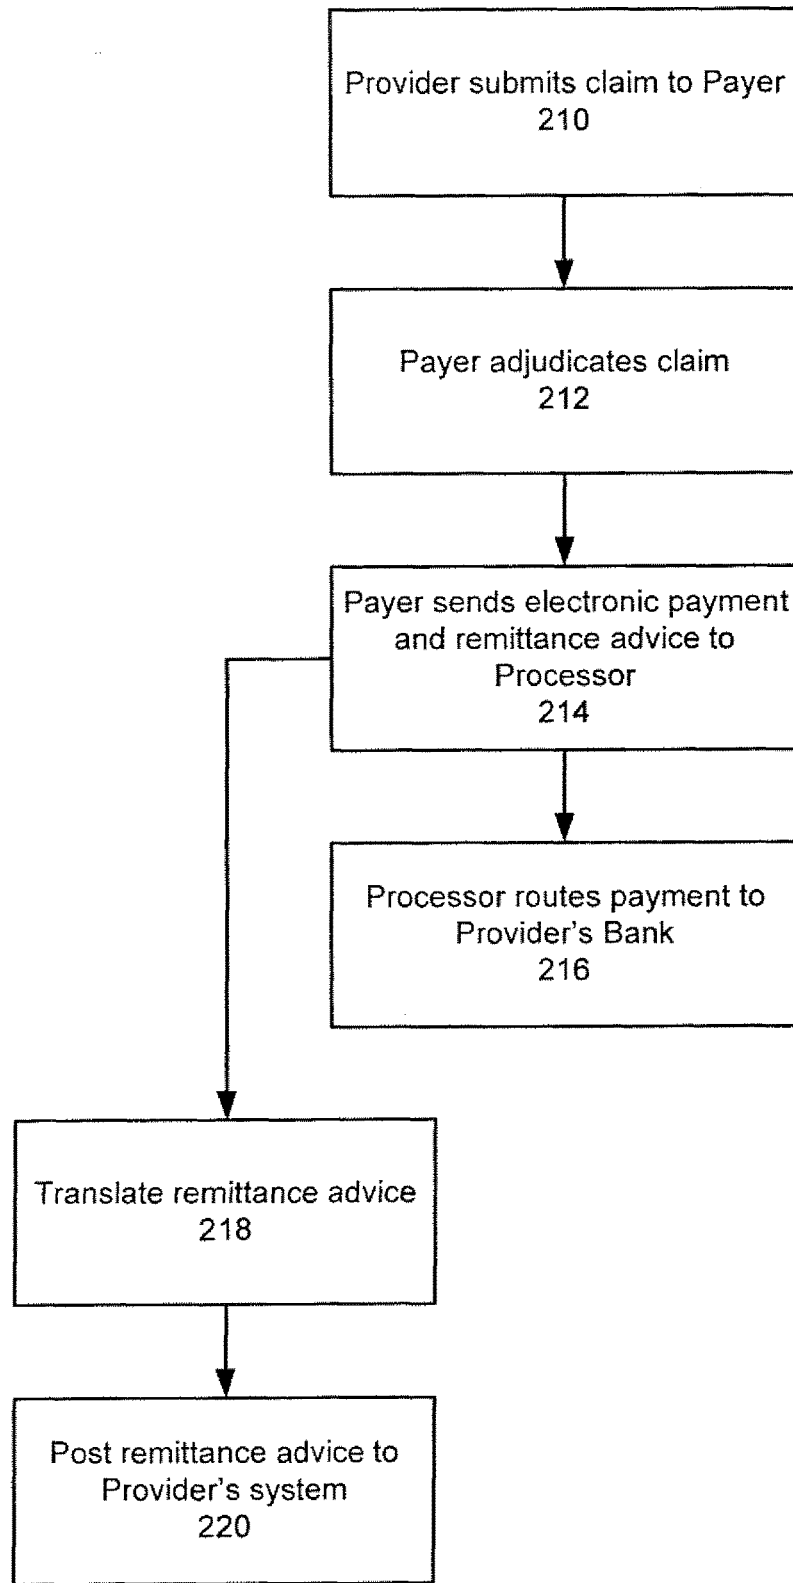 Provider submits claim to Payer
210
Payer adjudicates claim
212
Payer sends electronic payment
and remittance advice to
Processor
214
Processor routes payment to
Provider's Bank
216
Translate remittance advice
218
Post remittance advice to
Provider's system
220